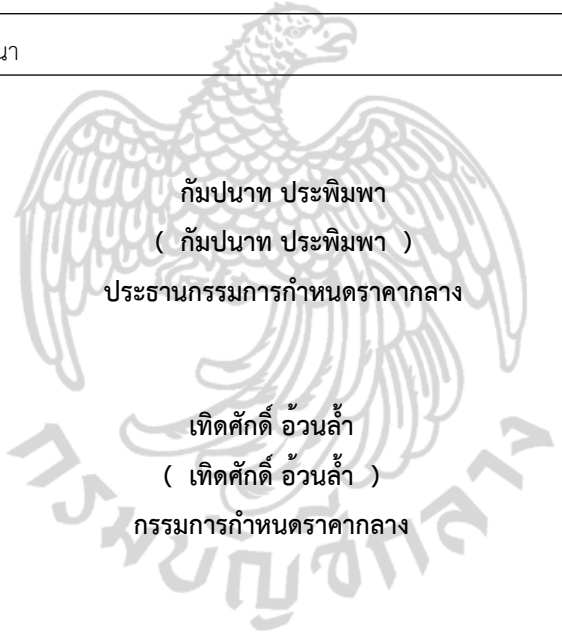 นา
กัมปนาท ประพิมพา
( กัมปนาท ประพิมพา )
ประธานกรรมการกำหนดราคากลาง
เทิดศักดิ์ อ้วนล้ำ
( เทิดศักดิ์ อ้วนล้ำ )
กรรมการกำหนดราคากลาง
กรมบัญชีกลาง